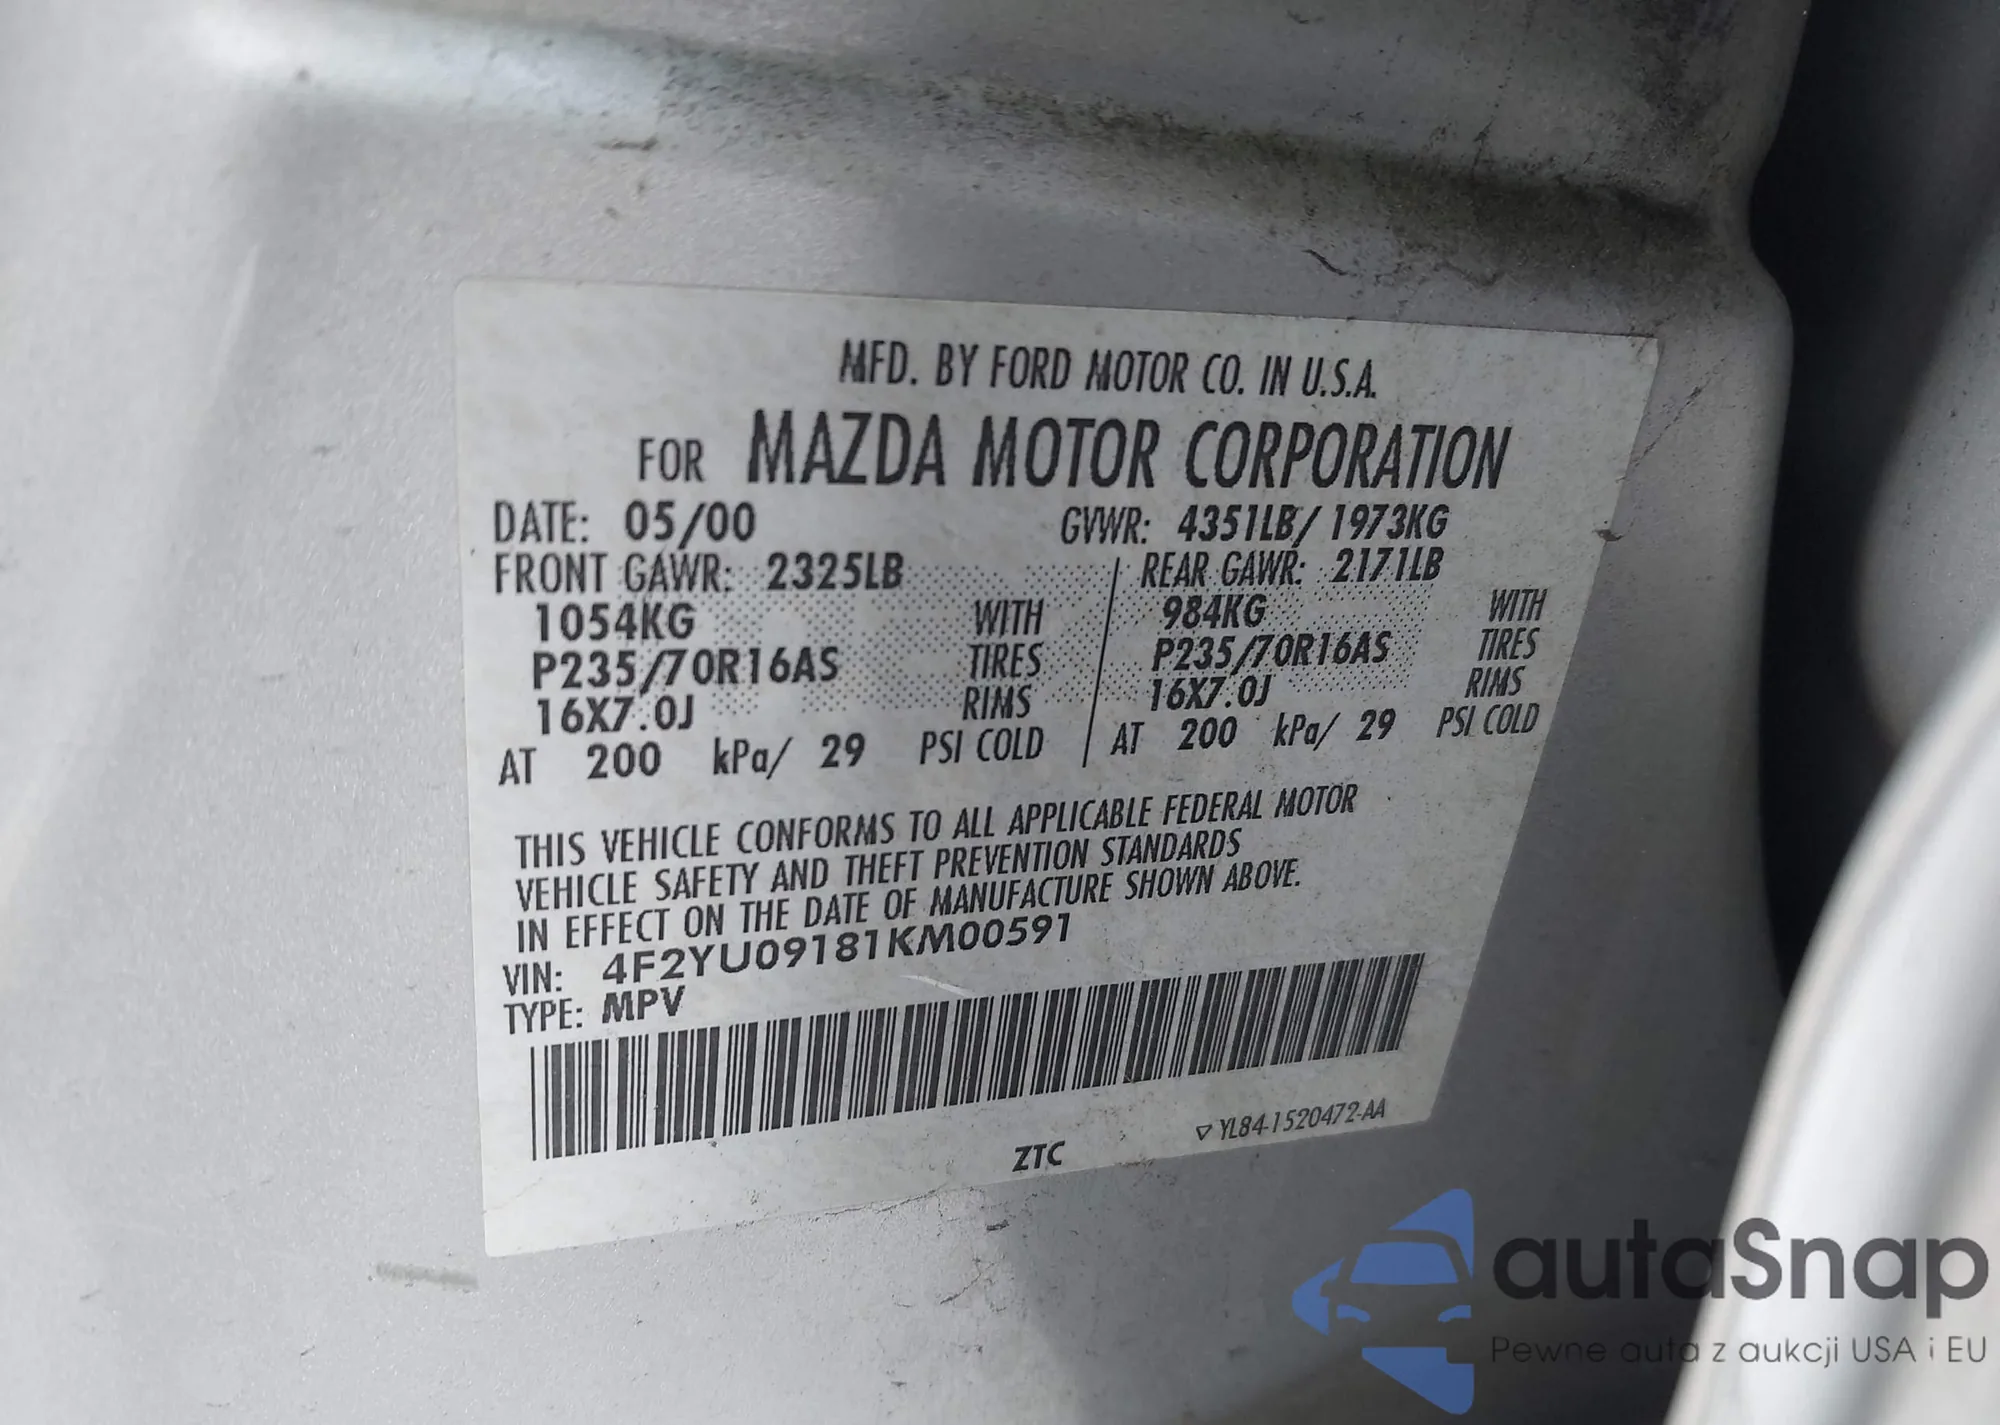 MFD. BY FORD MOTOR CO. IN U.S.A.
FOR MAZDA MOTOR CORPORATION
DATE: 05/00 GVWR: 4351LB/ 1973KG
FRONT GAWR: 2325LB REAR GAWR: 2171LB
1054KG WITH 984KG WITH
P235/70R16AS TIRES P235/70R16AS TIRES
16X7.0J RIMS 16X7.0J RIMS
AT 200 kPa/ 29 PSI COLD AT 200 kPa/ 29 PSI COLD
THIS VEHICLE CONFORMS TO ALL APPLICABLE FEDERAL MOTOR
VEHICLE SAFETY AND THEFT PREVENTION STANDARDS
IN EFFECT ON THE DATE OF MANUFACTURE SHOWN ABOVE.
VIN: 4F2YU09181KM00591
TYPE: MPV
ZTC ▽ YL84-1520472-AA
autaSnap
Pewne auta z aukcji USA i EU